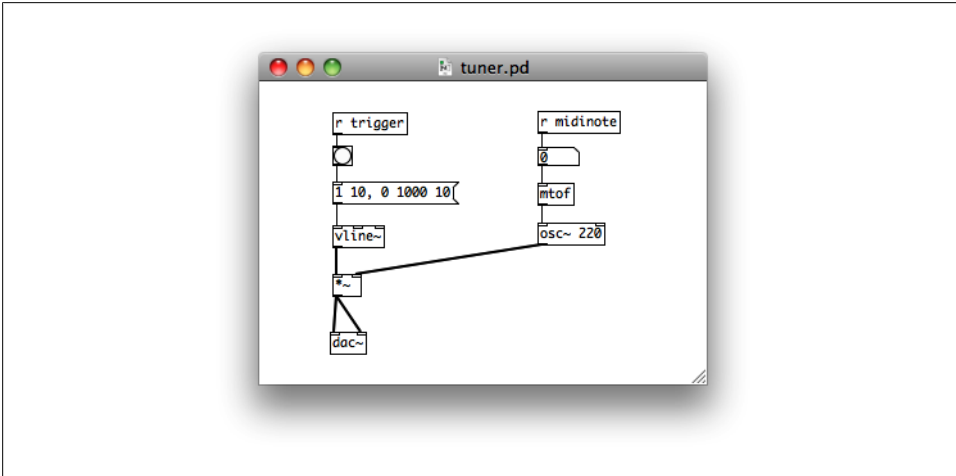 tuner.pd
r trigger
r midinote
0
1 10, 0 1000 10
mtof
vline~
osc~ 220
*~
dac~